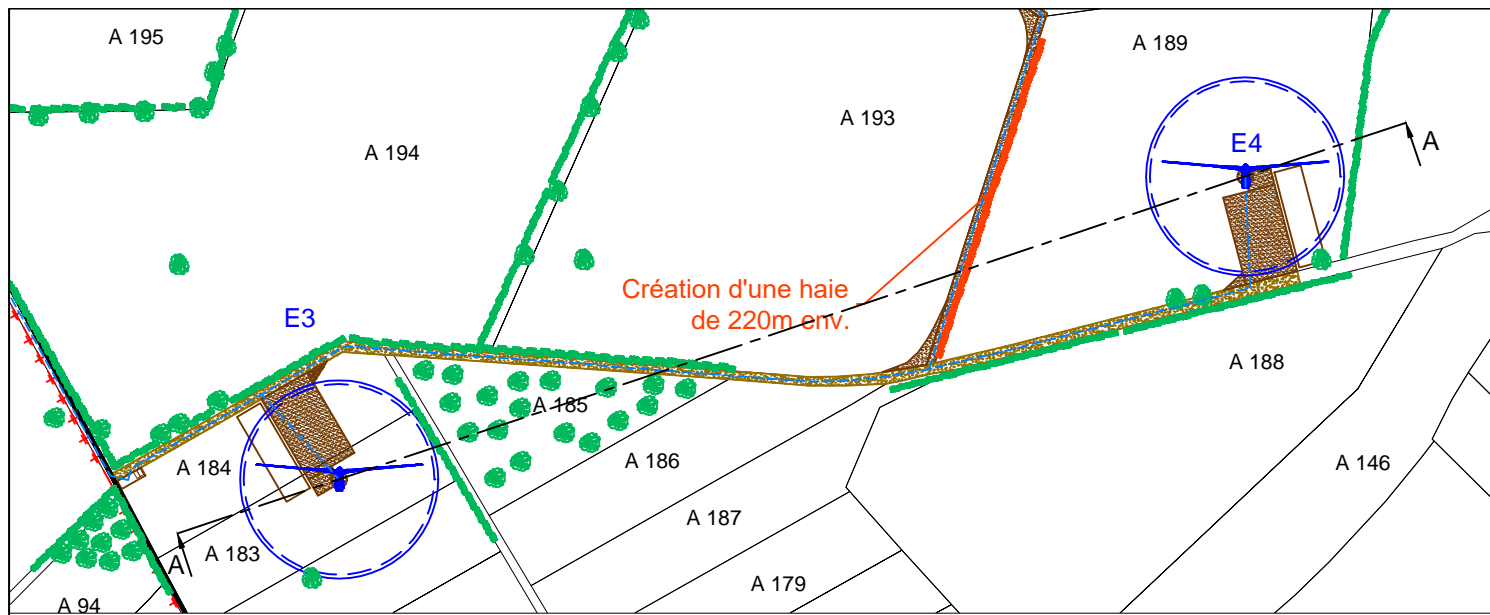 A 195
A 189
A 193
A
E4
A 194
Création d'une haie
de 220m env.
E3
A 188
A 185
A 186
A 184
A 146
A 187
A 183
A
A 179
A 94